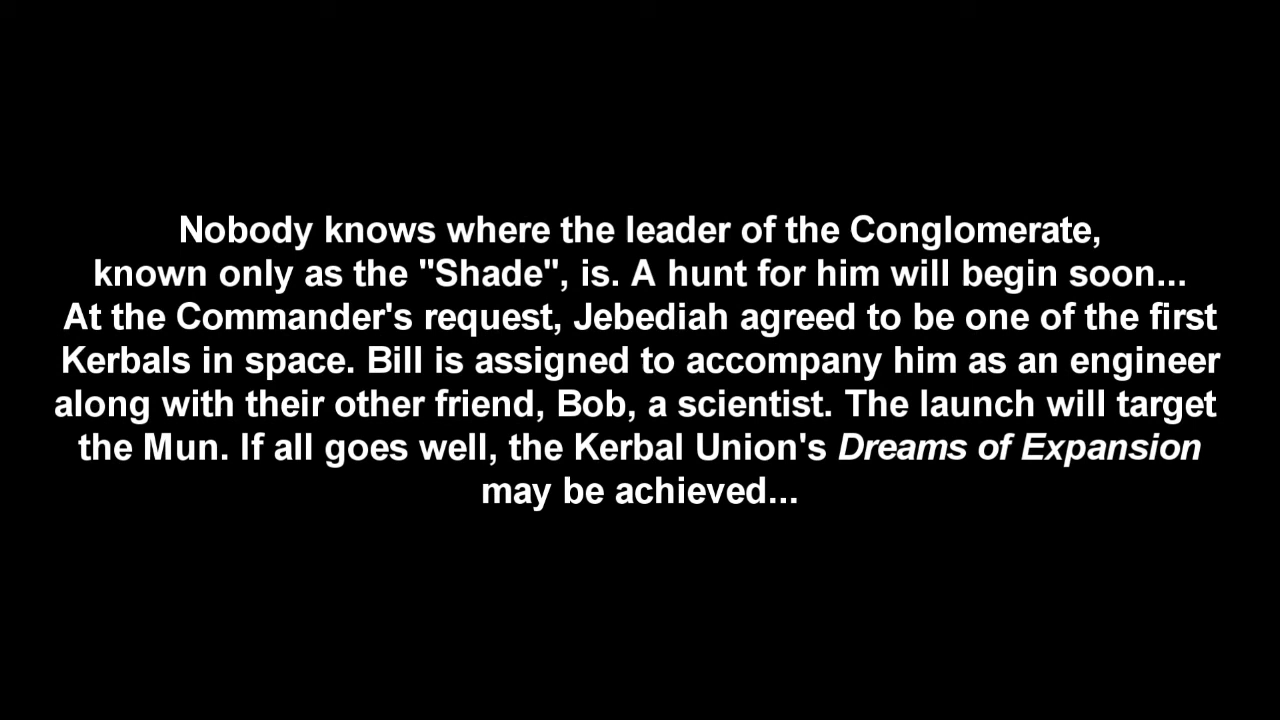 Nobody knows where the leader of the Conglomerate,
known only as the "Shade", is. A hunt for him will begin soon...
At the Commander's request, Jebediah agreed to be one of the first
Kerbals in space. Bill is assigned to accompany him as an engineer
along with their other friend, Bob, a scientist. The launch will target
the Mun. If all goes well, the Kerbal Union's Dreams of Expansion
may be achieved...